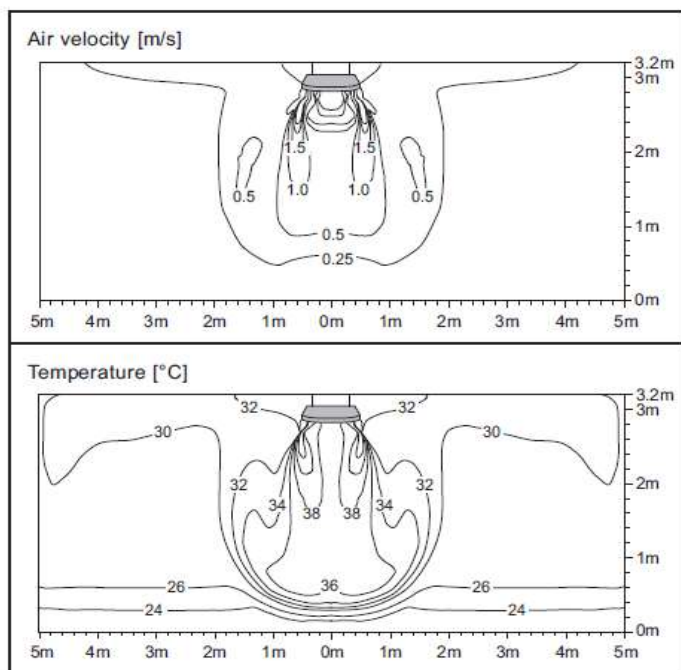 Air velocity [m/s]
3.2m
3m
1.5 1.5
2m
1.0 1.0
0.5 0.5
1m
0.5
0.25
0m
5m 4m 3m 2m 1m 0m 1m 2m 3m 4m 5m
Temperature [°C]
3.2m
32 32
3m
30 30
2m
32 32
34 34
38 38
1m
36
26 26
24 24
0m
5m 4m 3m 2m 1m 0m 1m 2m 3m 4m 5m